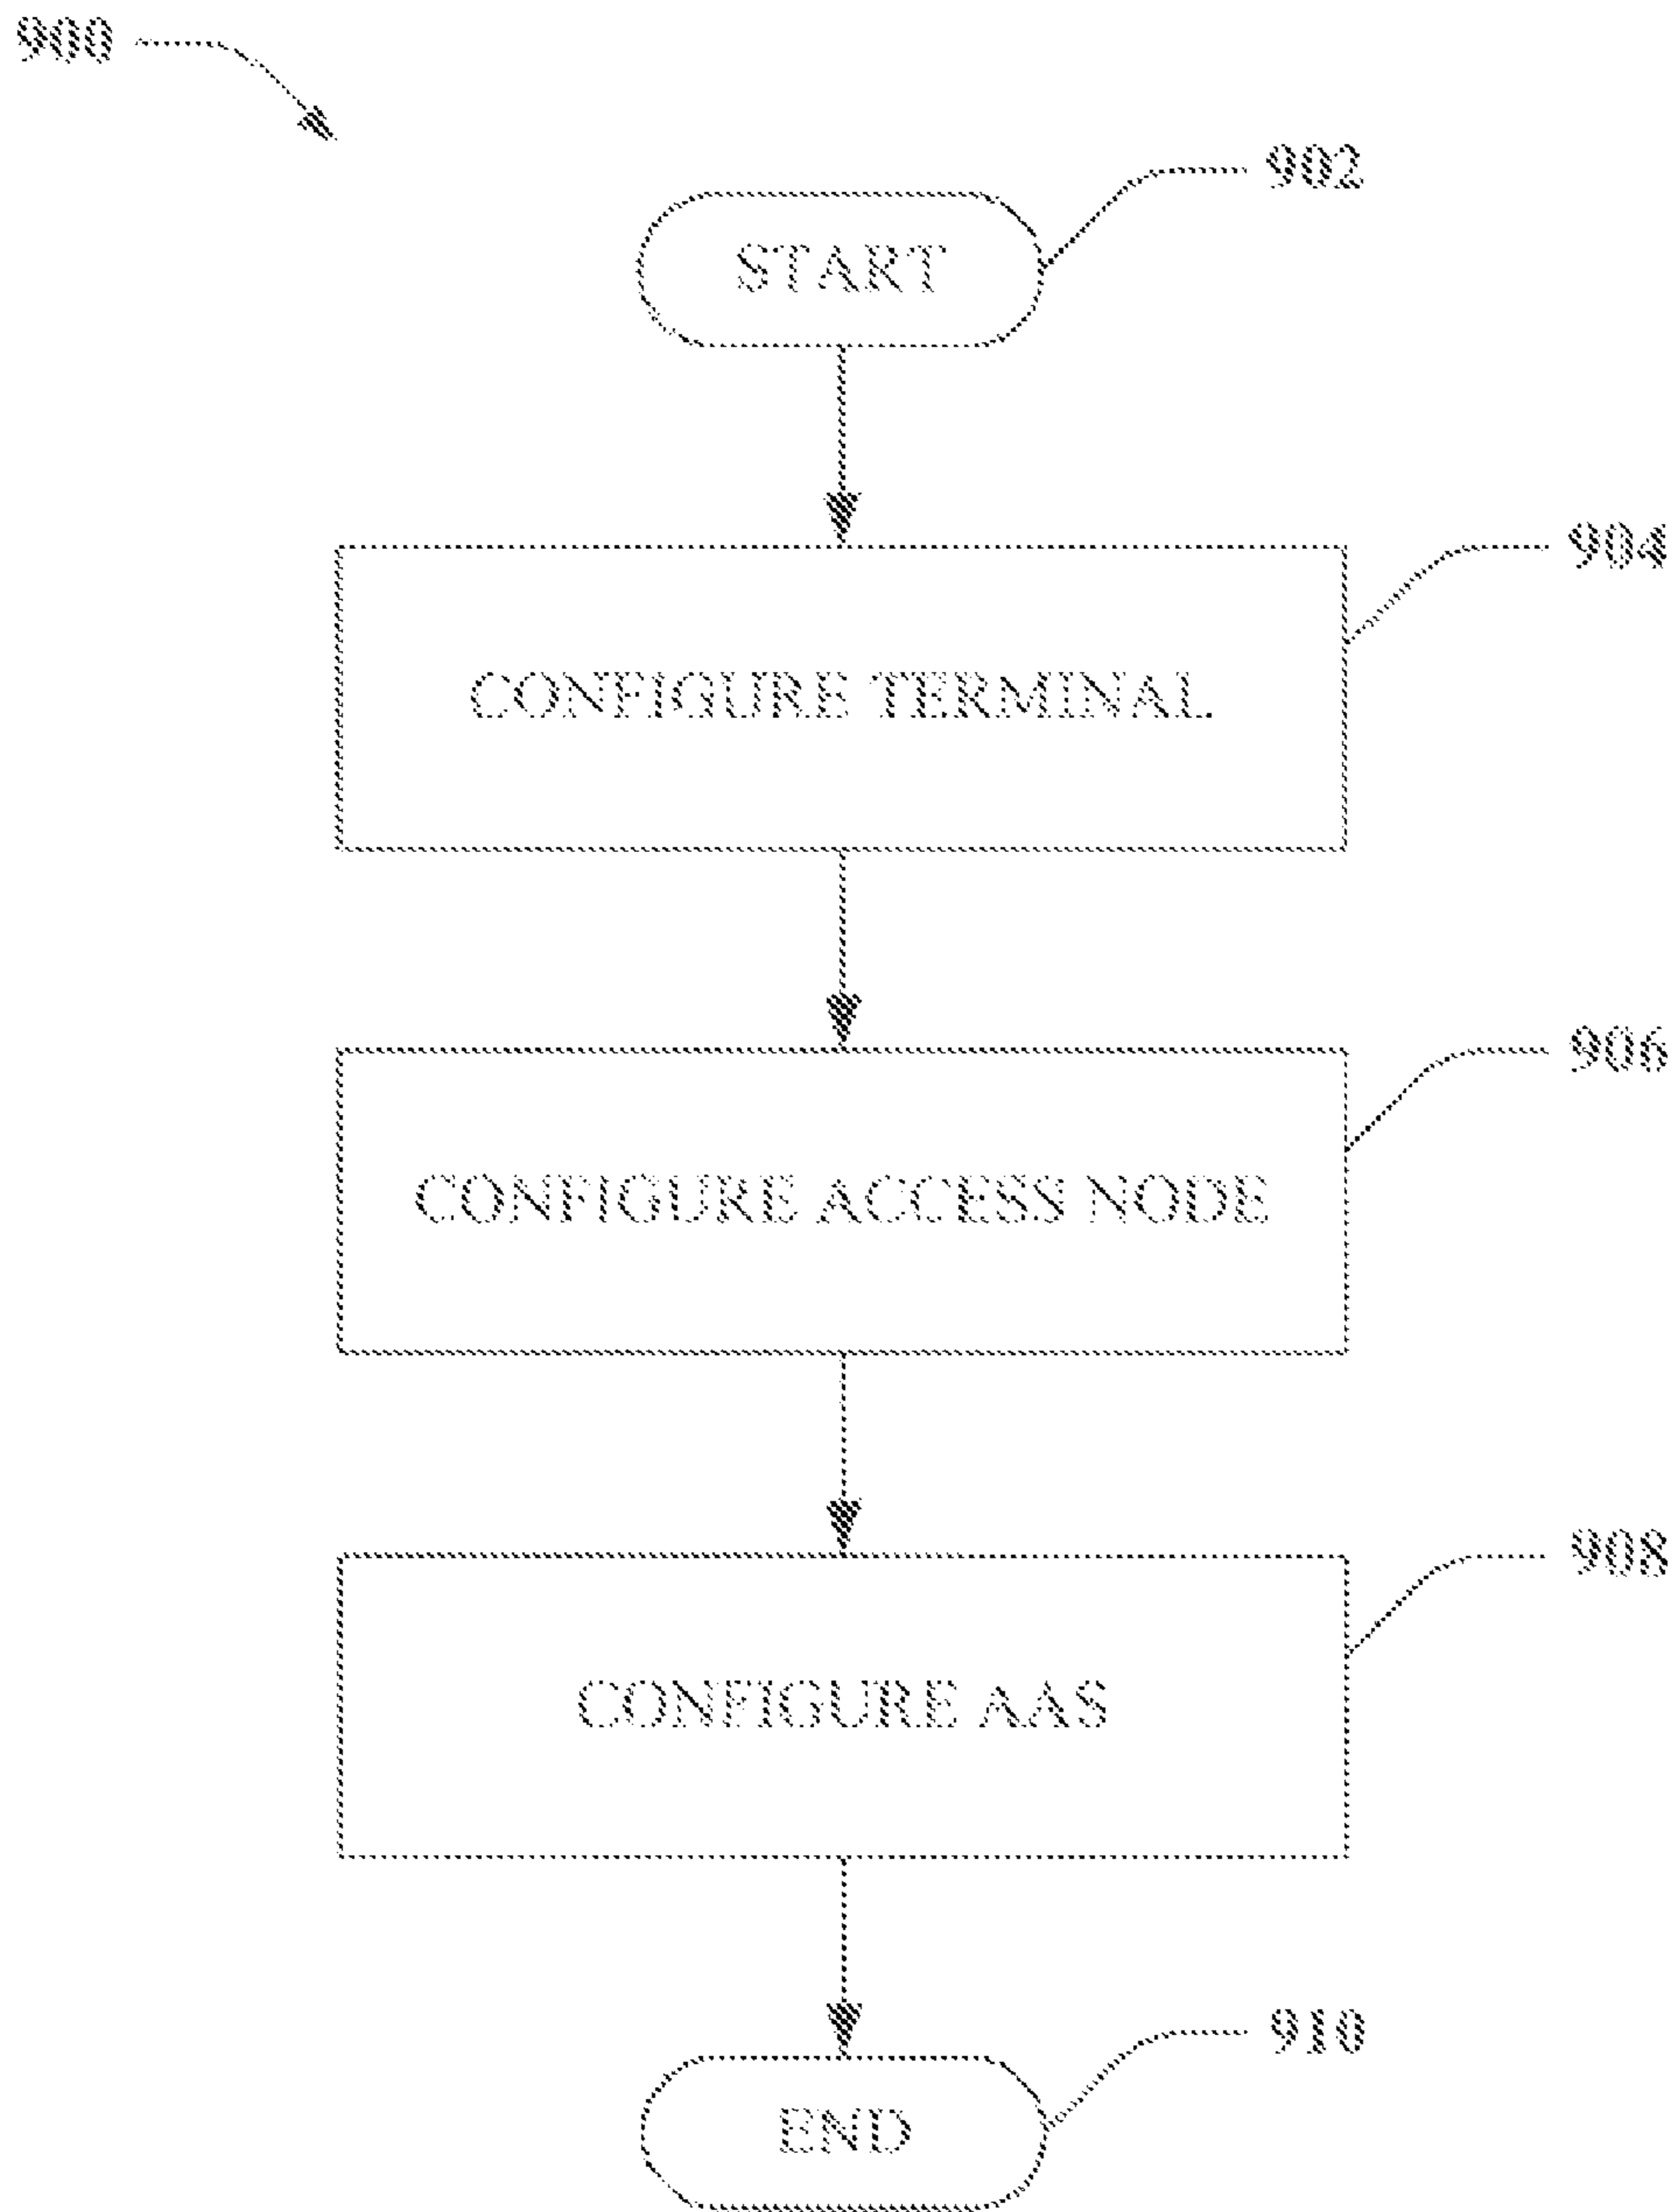 900
902
START
904
CONFIGURE TERMINAL
906
CONFIGURE ACCESS NODE
908
CONFIGURE AAS
910
END